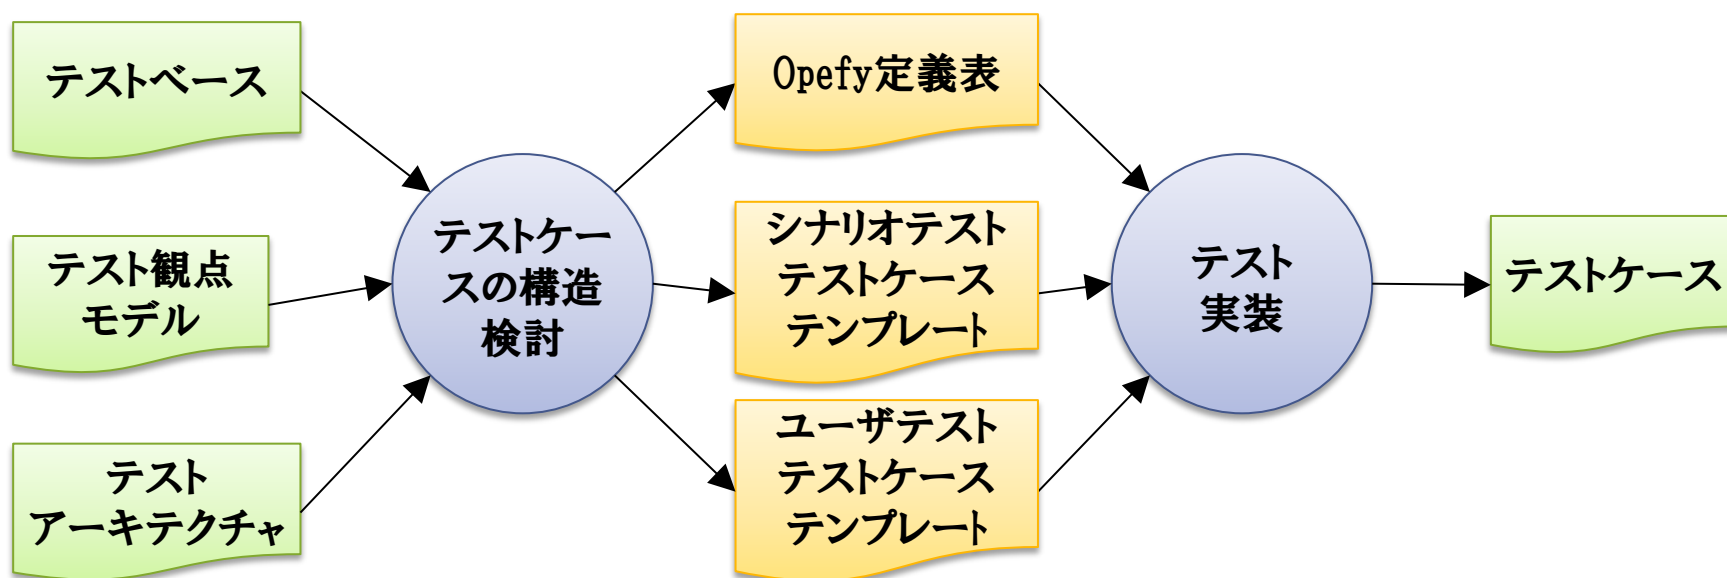 テストベース
テスト観点
モデル
テスト
アーキテクチャ
テストケー
スの構造
検討
Opefy定義表
シナリオテスト
テストケース
テンプレート
ユーザテスト
テストケース
テンプレート
テスト
実装
テストケース